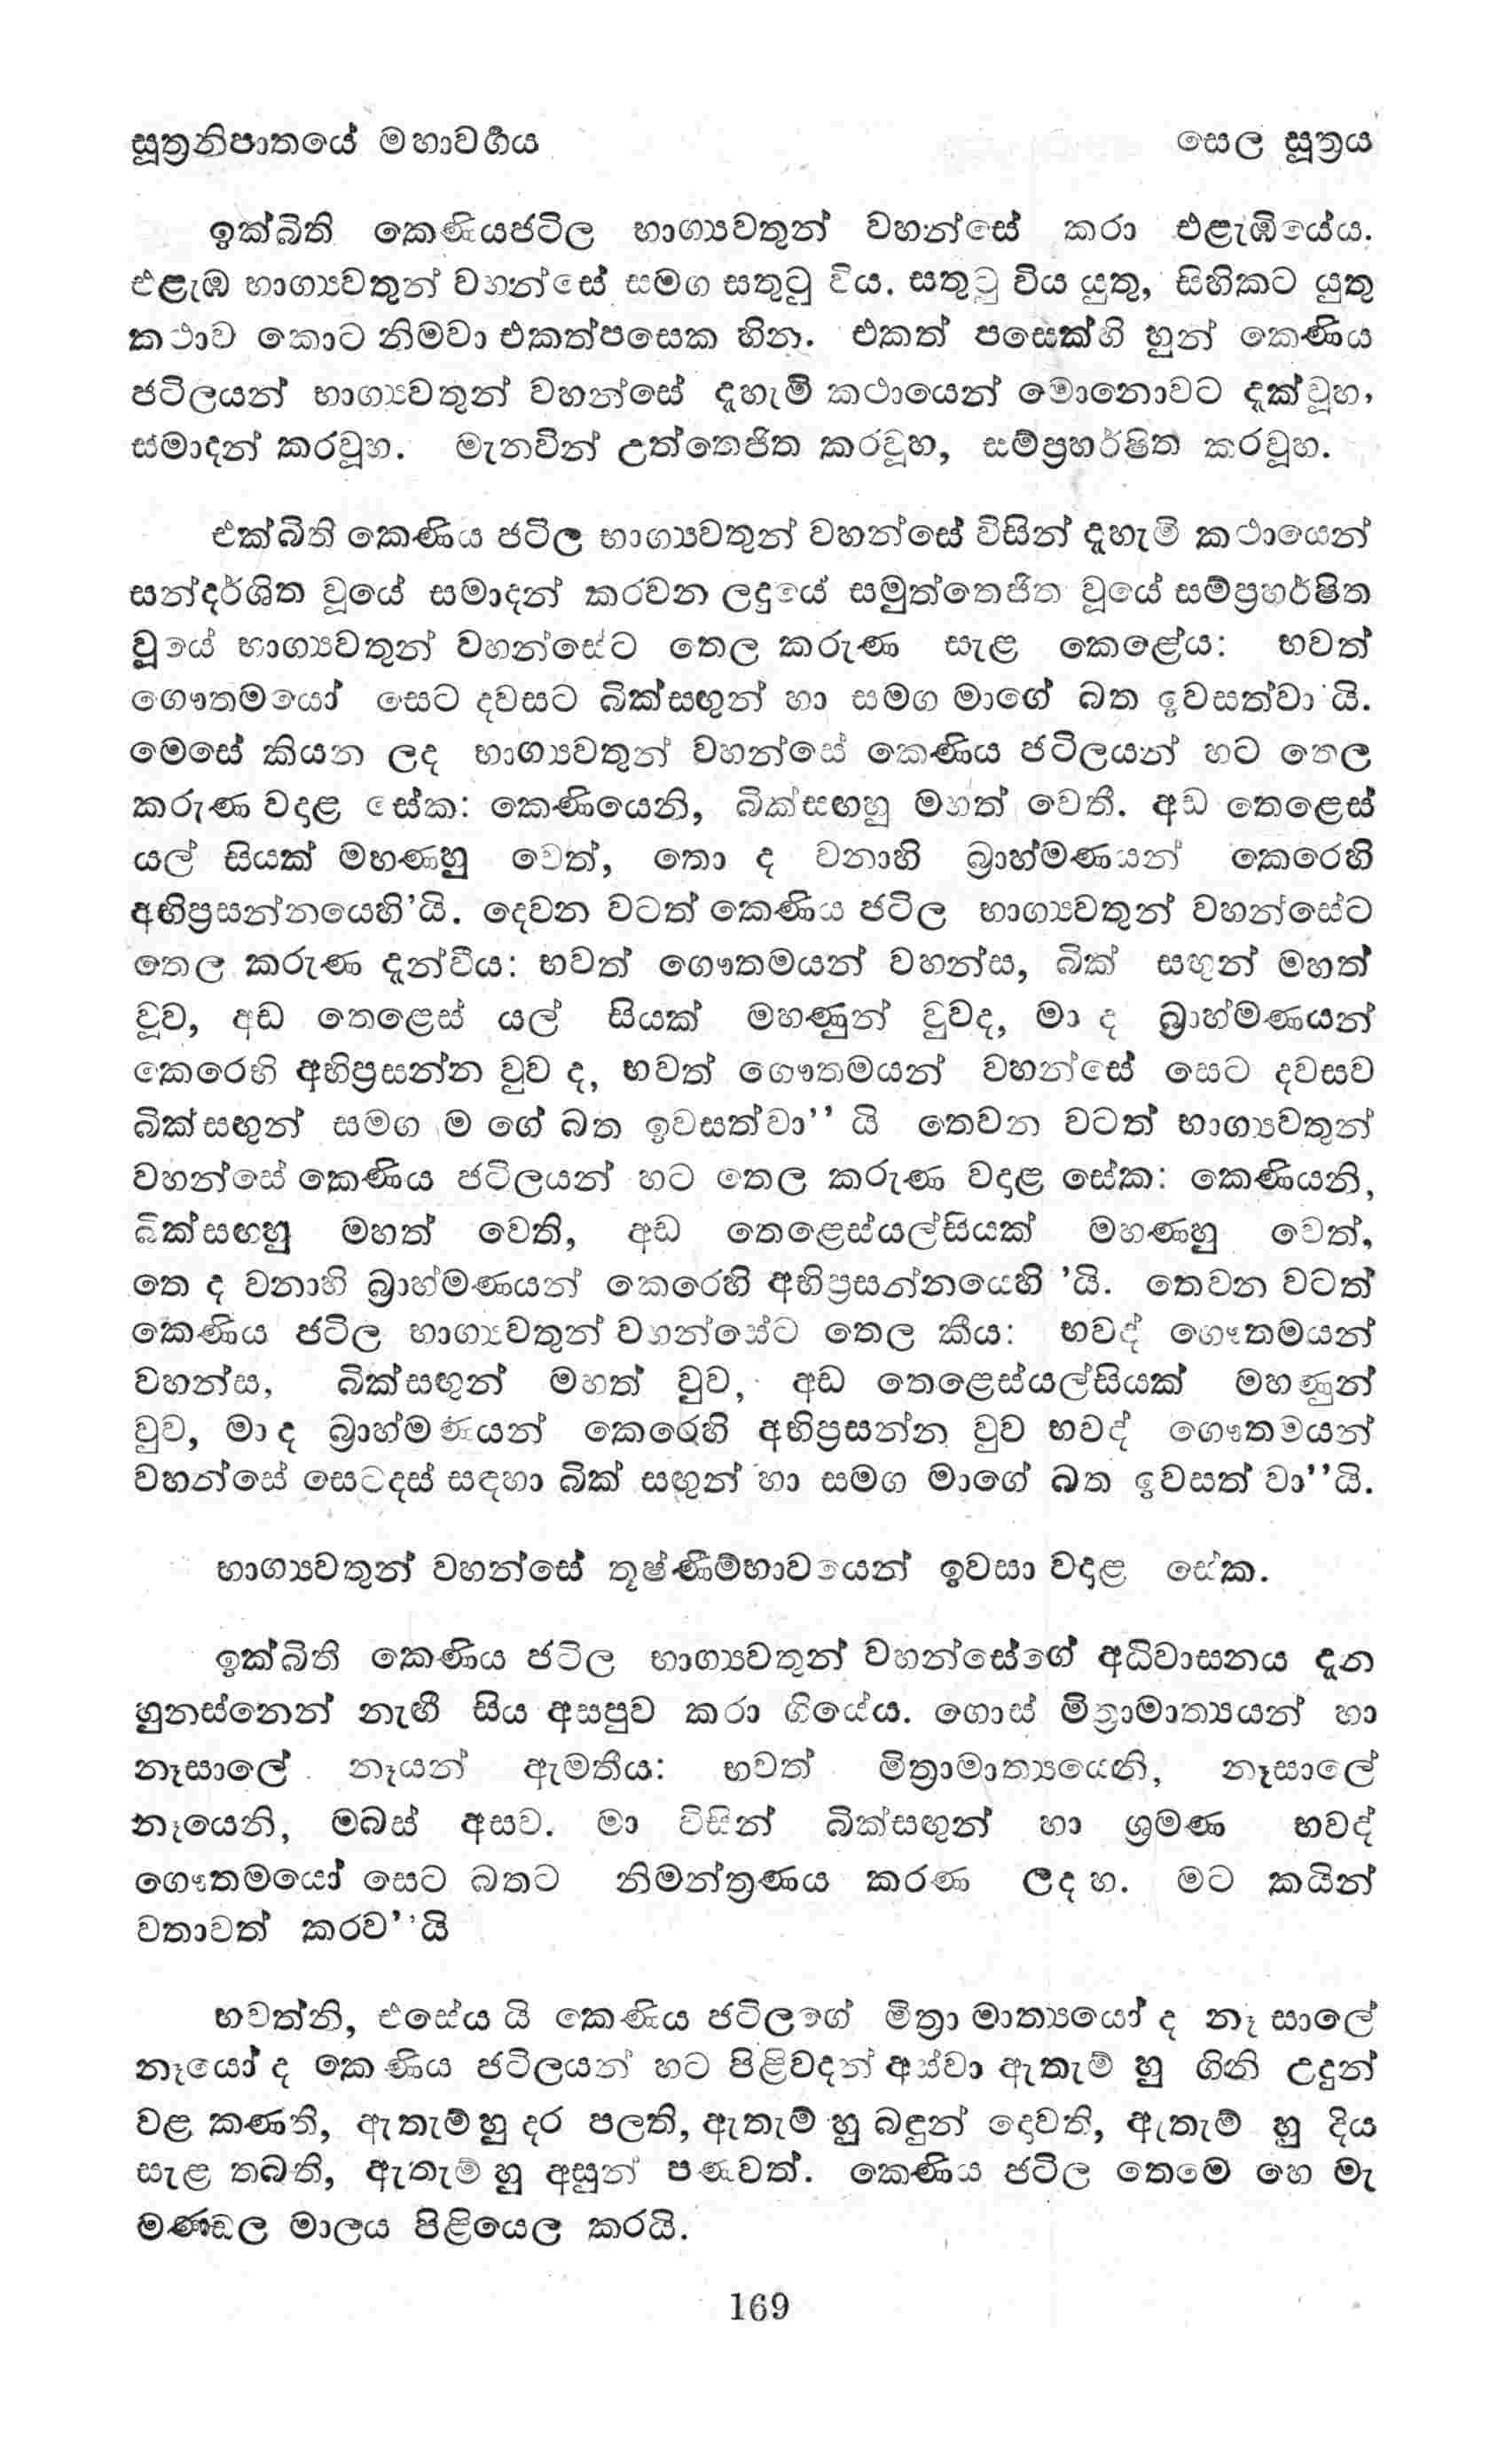 සූත්‍රනිපාතයේ මහාවර්‍ගය සෙල සූත්‍රය
ඉක්බිති කෙණියජටිල භාග්‍යවතුන් වහන්සේ කරා එළැඹියේය.
එළැඹ භාග්‍යවතුන් වහන්සේ සමග සතුටු විය. සතුටු විය යුතු, සිහිකට යුතු
කථාව කොට නිමවා එකත්පසෙක හින. එකත් පසෙක්හි හුන් කෙණිය
ජටිලයන් භාග්‍යවතුන් වහන්සේ දැහැමි කථායෙන් මොනොවට දැක්වූහ,
සමාදන් කරවූහ. මැනවින් උත්තෙජිත කරවූහ, සම්ප්‍රහර්ෂිත කරවූහ.
එක්බිති කෙණිය ජටිල භාග්‍යවතුන් වහන්සේ විසින් දැහැමි කථායෙන්
සන්දර්ශිත වූයේ සමාදන් කරවන ලදුයේ සමුත්තෙජිත වූයේ සම්ප්‍රහර්ෂිත
වූයේ භාග්‍යවතුන් වහන්සේට තෙල කරුණ සැළ කෙළේය: භවත්
ගෞතමයෝ සෙට දවසට බික්සඟුන් හා සමග මාගේ බත ඉවසත්වා යි.
මෙසේ කියන ලද භාග්‍යවතුන් වහන්සේ කෙණිය ජටිලයන් හට තෙල
කරුණ වදාළ සේක: කෙණියෙනි, බික්සඟහු මහත් වෙතී. අඩ තෙළෙස්
යල් සියක් මහණහු වෙත්, තො ද වනාහි බ්‍රාහ්මණයන් කෙරෙහි
අභිප්‍රසන්නයෙහි'යි. දෙවන වටත් කෙණිය ජටිල භාග්‍යවතුන් වහන්සේට
තෙල කරුණ දැන්වීය: භවත් ගෞතමයන් වහන්ස, බික් සඟුන් මහත්
වූව, අඩ තෙළෙස් යල් සියක් මහණුන් වුවද, මා ද බ්‍රාහ්මණයන්
කෙරෙහි අභිප්‍රසන්න වුව ද, භවත් ගෞතමයන් වහන්සේ සෙට දවසව
බික්සඟුන් සමග ම ගේ බත ඉවසත්වා'' යි තෙවන වටත් භාග්‍යවතුන්
වහන්සේ කෙණිය ජටිලයන් හට තෙල කරුණ වදාළ සේක: කෙණියනි,
බික්සඟහු මහත් වෙති, අඩ තෙළෙස්යල්සියක් මහණහු වෙත්,
තෙ ද වනාහි බ්‍රාහ්මණයන් කෙරෙහි අභිප්‍රසන්නයෙහි 'යි. තෙවන වටත්
කෙණිය ජටිල භාග්‍යවතුන් වහන්සේට තෙල කීය: භවද් ගෞතමයන්
වහන්ස, බික්සඟුන් මහත් වුව, අඩ තෙළෙස්යල්සියක් මහණුන්
වුව, මා ද බ්‍රාහ්මණයන් කෙරෙහි අභිප්‍රසන්න වුව භවද් ගෞතමයන්
වහන්සේ සෙටදස් සඳහා බික් සඟුන් හා සමග මාගේ බත ඉවසත් වා''යි.
භාග්‍යවතුන් වහන්සේ තූෂ්ණීම්භාවයෙන් ඉවසා වදාළ සේක.
ඉක්බිති කෙණිය ජටිල භාග්‍යවතුන් වහන්සේගේ අධිවාසනය දැන
හුනස්නෙන් නැඟී සිය අසපුව කරා ගියේය. ගොස් මිත්‍රාමාත්‍යයන් හා
නෑසාලේ නෑයන් ඇමතීය: භවත් මිත්‍රාමාත්‍යයෙනි, නෑසාලේ
නෑයෙනි, මබස් අසව. මා විසින් බික්සඟුන් හා ශ්‍රමණ භවද්
ගෞතමයෝ සෙට බතට නිමන්ත්‍රණය කරණ ලද හ. මට කයින්
වතාවත් කරව''යි
භවත්නි, එසේය යි කෙණිය ජටිලගේ මිත්‍රා මාත්‍යයෝ ද නෑ සාලේ
නෑයෝ ද කෙණිය ජටිලයන් හට පිළිවදන් අස්වා ඇතැම් හු ගිනි උදුන්
වළ කණති, ඇතැම් හු දර පලති, ඇතැම් හු බඳුන් දොවති, ඇතැම් හු දිය
සැළ තබති, ඇතැම් හු අසුන් පණවත්. කෙණිය ජටිල තෙමෙ හෙ මැ
මණ්ඩල මාලය පිළියෙල කරයි.
169